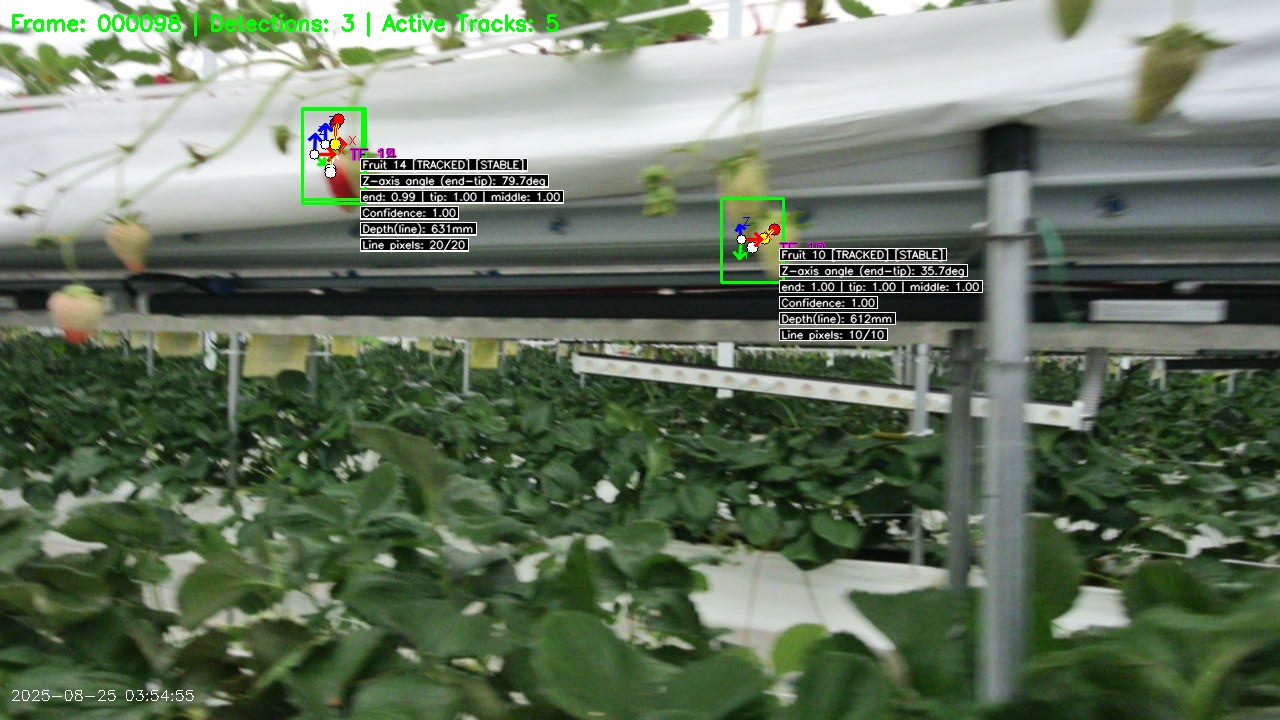 Frame: 000098 | Detections: 3 | Active Tracks: 5
Fruit 14 [TRACKED] [STABLE]
Z-axis angle (end-tip): 79.7deg
end: 0.99 | tip: 1.00 | middle: 1.00
Confidence: 1.00
Depth(line): 631mm
Line pixels: 20/20
Z
Fruit 10 [TRACKED] [STABLE]
Z-axis angle (end-tip): 35.7deg
end: 1.00 | tip: 1.00 | middle: 1.00
Confidence: 1.00
Depth(line): 612mm
Line pixels: 10/10
2025-08-25 03:54:55